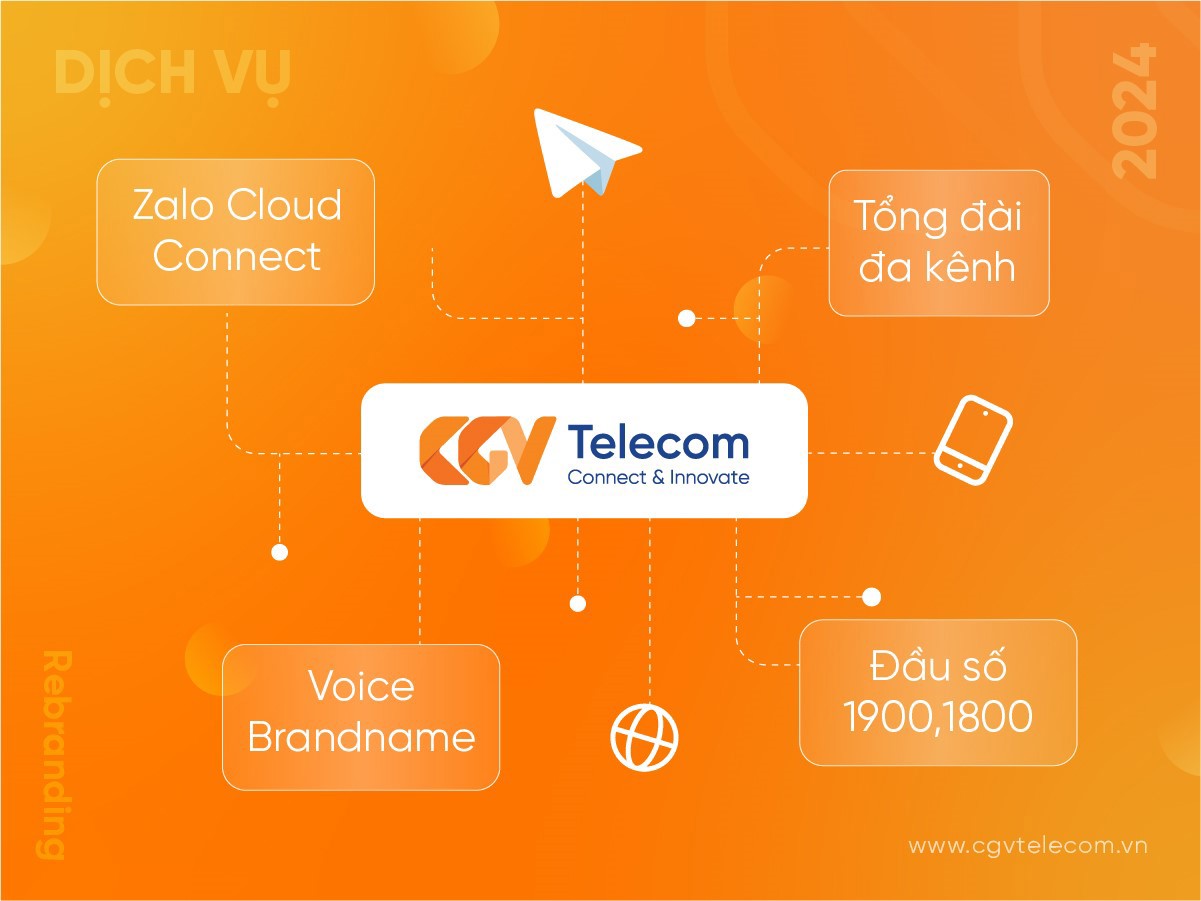 DỊCH VỤ
2024
Zalo Cloud
Connect
Tổng đài
đa kênh
CGV Telecom
Connect & Innovate
Voice
Brandname
Đầu số
1900,1800
Rebranding
www.cgvtelecom.vn